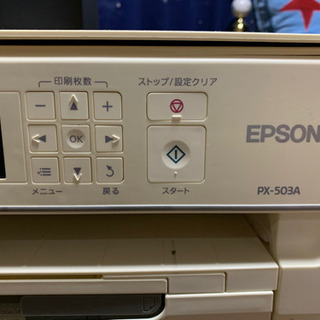 印刷枚数
ストップ/設定クリア
OK
メニュー
戻る
スタート
EPSON
PX-503A